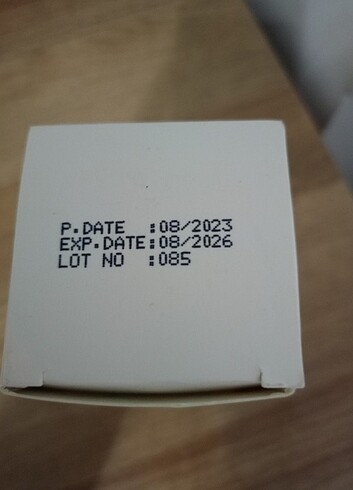 P.DATE :08/2023
EXP.DATE:08/2026
LOT NO :085